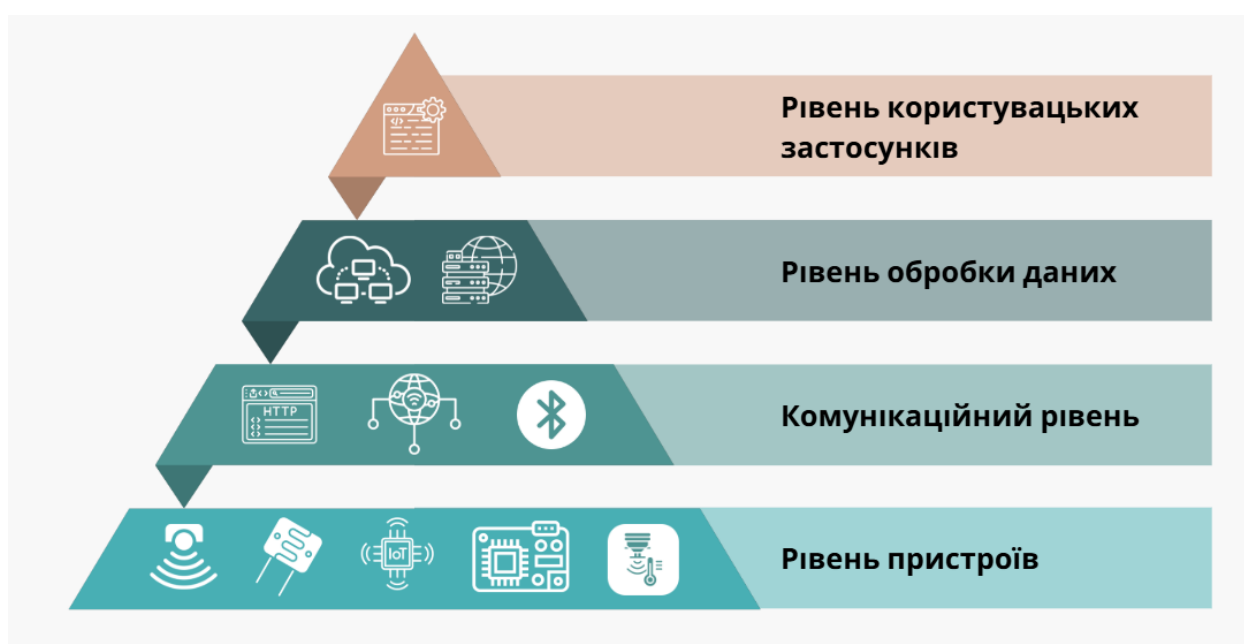 Рівень користувацьких
застосунків
Рівень обробки даних
HTTP
Комунікаційний рівень
IoT
Рівень пристроїв